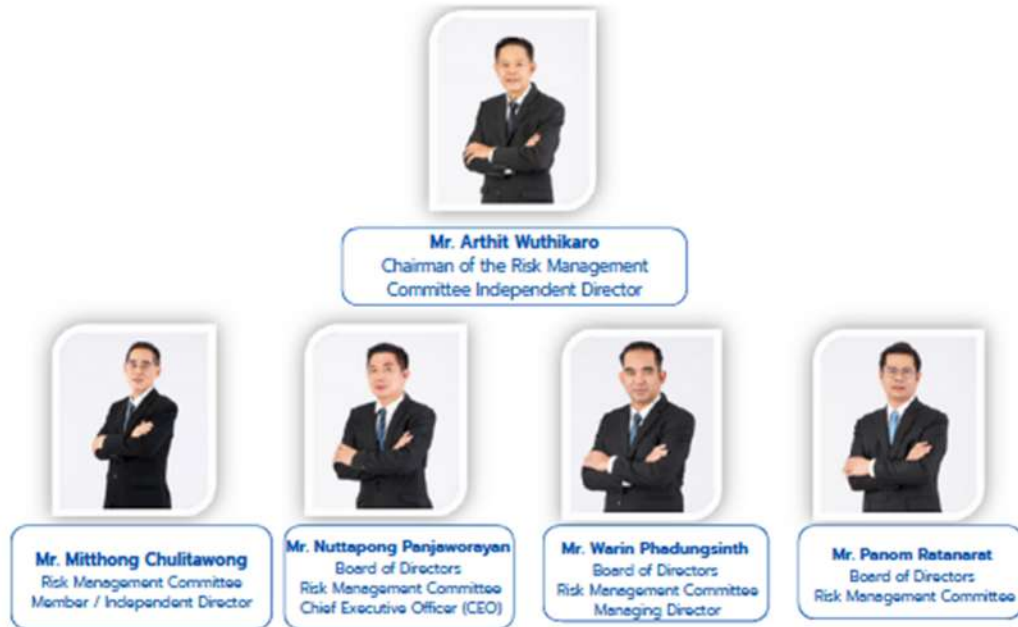 Mr. Arthit Wuthikaro
Chairman of the Risk Management
Committee Independent Director
Mr. Mitthong Chulitawong
Risk Management Committee
Member / Independent Director
Mr. Nuttapong Panjaworayan
Board of Directors
Risk Management Committee
Chief Executive Officer (CEO)
Mr. Warin Phadungsinth
Board of Directors
Risk Management Committee
Managing Director
Mr. Panom Ratanarat
Board of Directors
Risk Management Committee